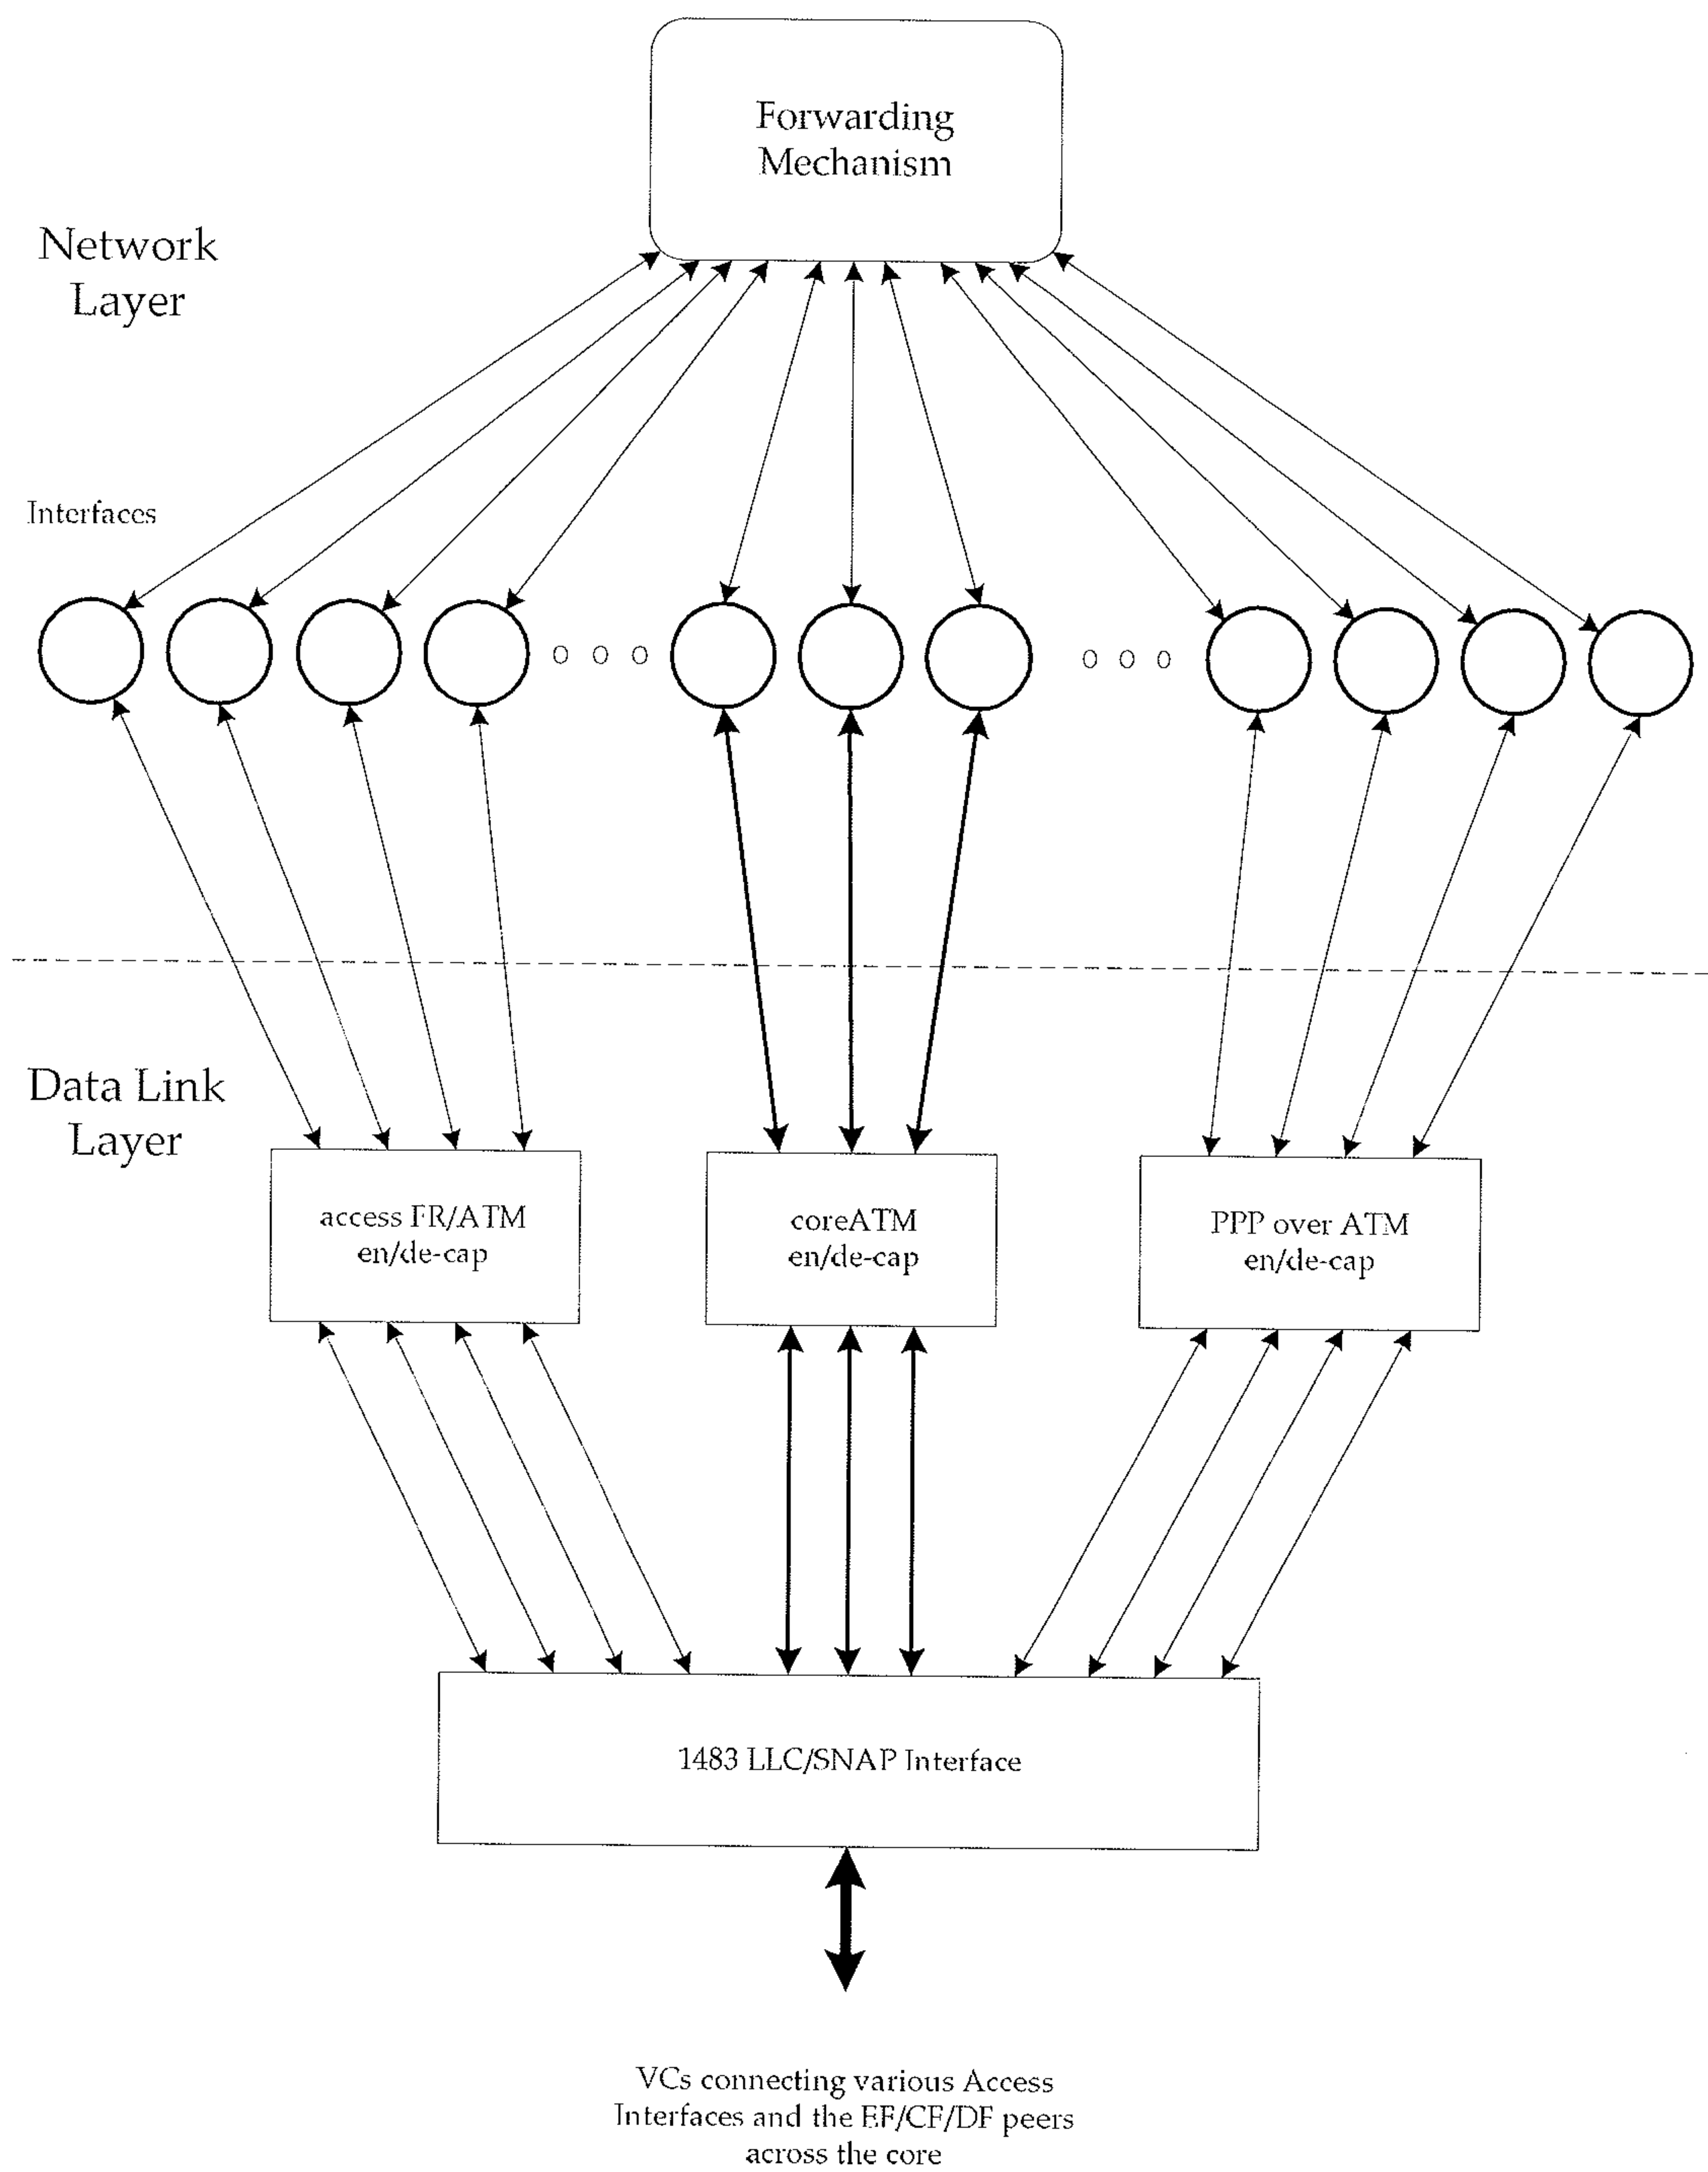 Forwarding
Mechanism
Network
Layer
Interfaces
o o o
o o o
Data Link
Layer
access FR/ATM
en/de-cap
coreATM
en/de-cap
PPP over ATM
en/de-cap
1483 LLC/SNAP Interface
VCs connecting various Access
Interfaces and the EF/CF/DF peers
across the core